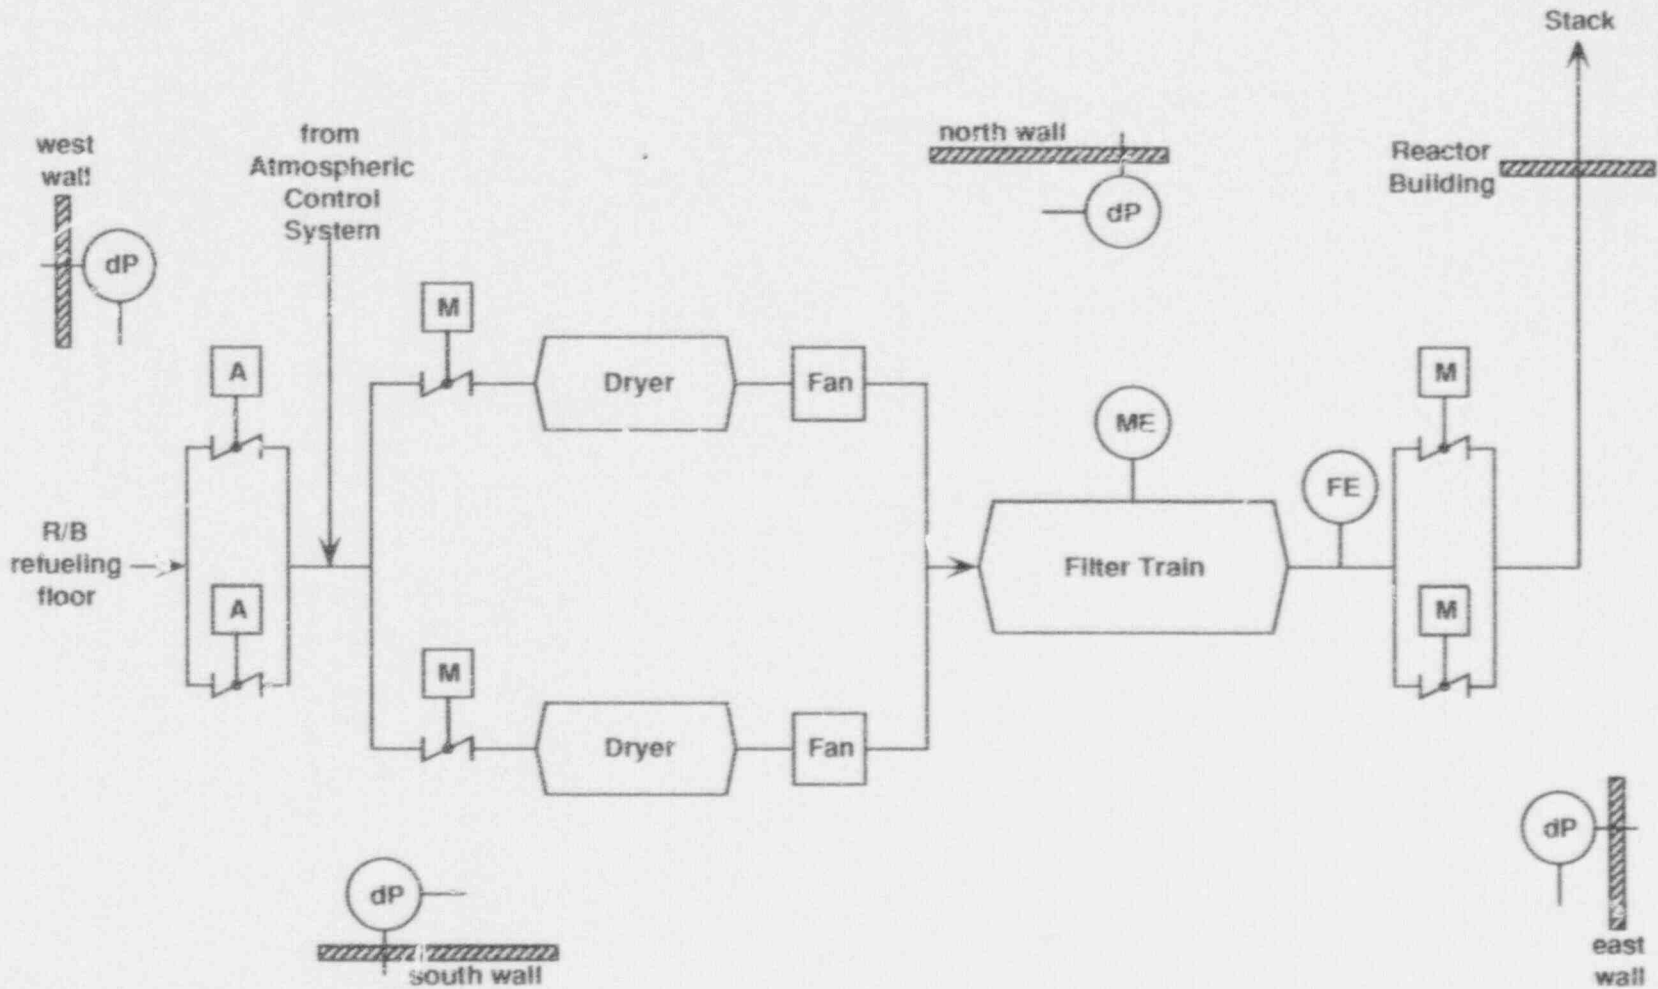 Stack
west
wall
dP
from
Atmospheric
Control
System
north wall
dP
Reactor
Building
A
M
Dryer
Fan
ME
FE
M
R/B
refueling
floor
A
Filter Train
M
M
Dryer
Fan
dP
south wall
dP
east
wall